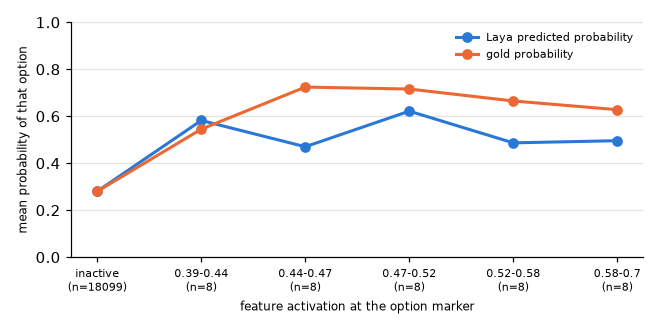 1.0
0.8
0.6
0.4
0.2
0.0
mean probability of that option
Laya predicted probability
gold probability
inactive
(n=18099)
0.39-0.44
(n=8)
0.44-0.47
(n=8)
0.47-0.52
(n=8)
0.52-0.58
(n=8)
0.58-0.7
(n=8)
feature activation at the option marker